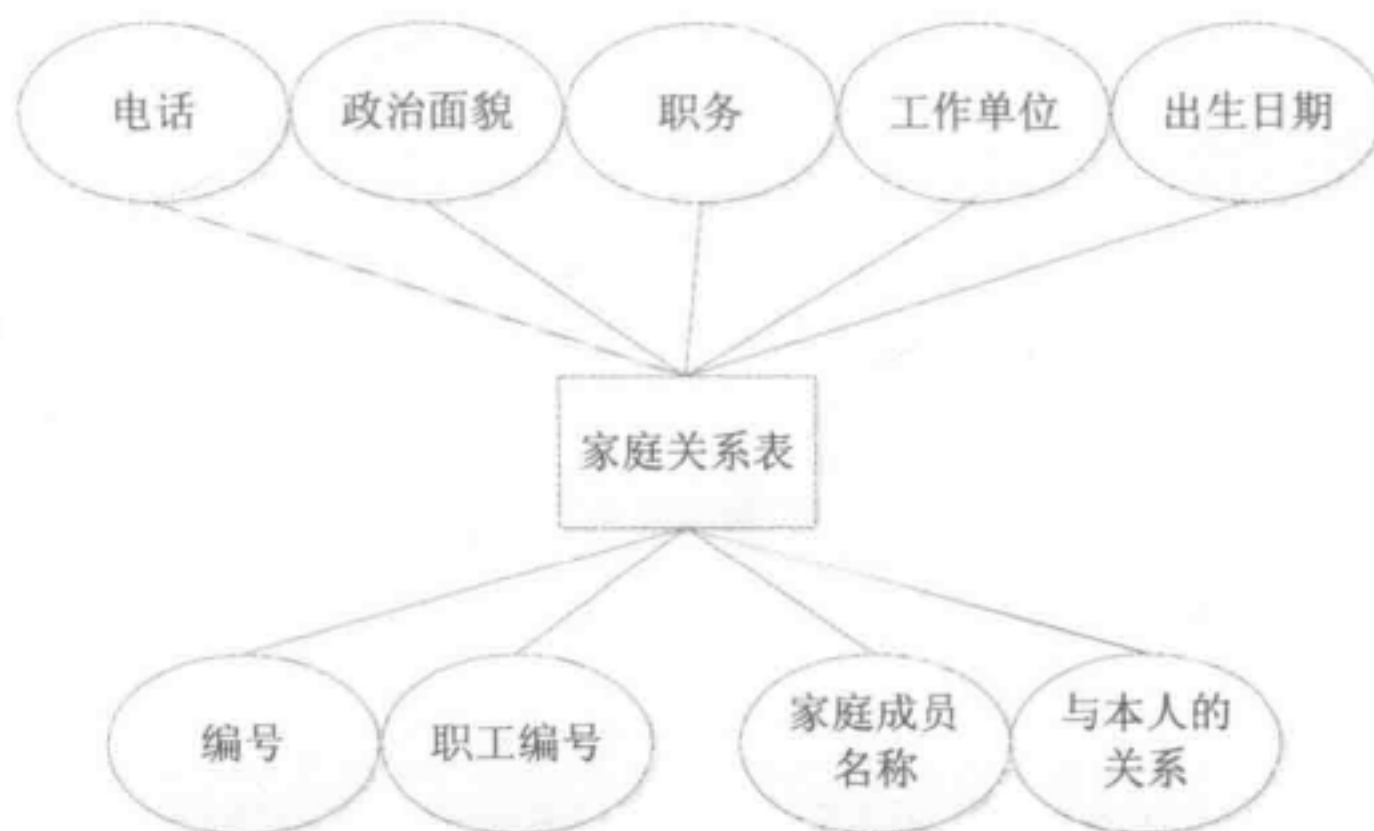 电话
政治面貌
职务
工作单位
出生日期
家庭关系表
编号
职工编号
家庭成员
名称
与本人的
关系